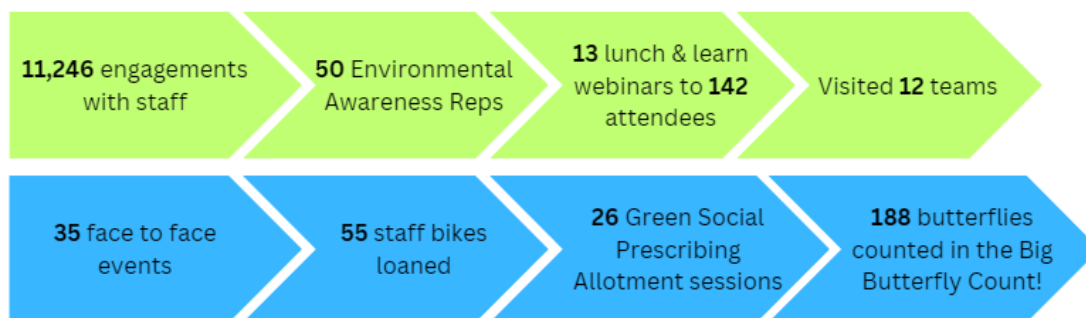 11,246 engagements
with staff
50 Environmental
Awareness Reps
13 lunch & learn
webinars to 142
attendees
Visited 12 teams
35 face to face
events
55 staff bikes
loaned
26 Green Social
Prescribing
Allotment sessions
188 butterflies
counted in the Big
Butterfly Count!